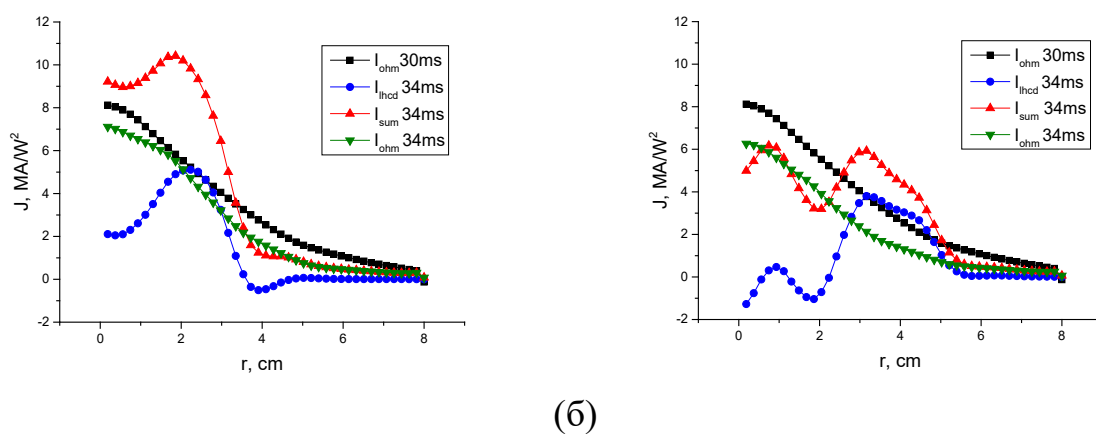 12
10
8
6
4
2
0
-2
J, MA/W²
I_ohm 30ms
I_lhcd 34ms
I_sum 34ms
I_ohm 34ms
0 2 4 6 8
r, cm
12
10
8
6
4
2
0
-2
J, MA/W²
I_ohm 30ms
I_lhcd 34ms
I_sum 34ms
I_ohm 34ms
0 2 4 6 8
r, cm
(б)